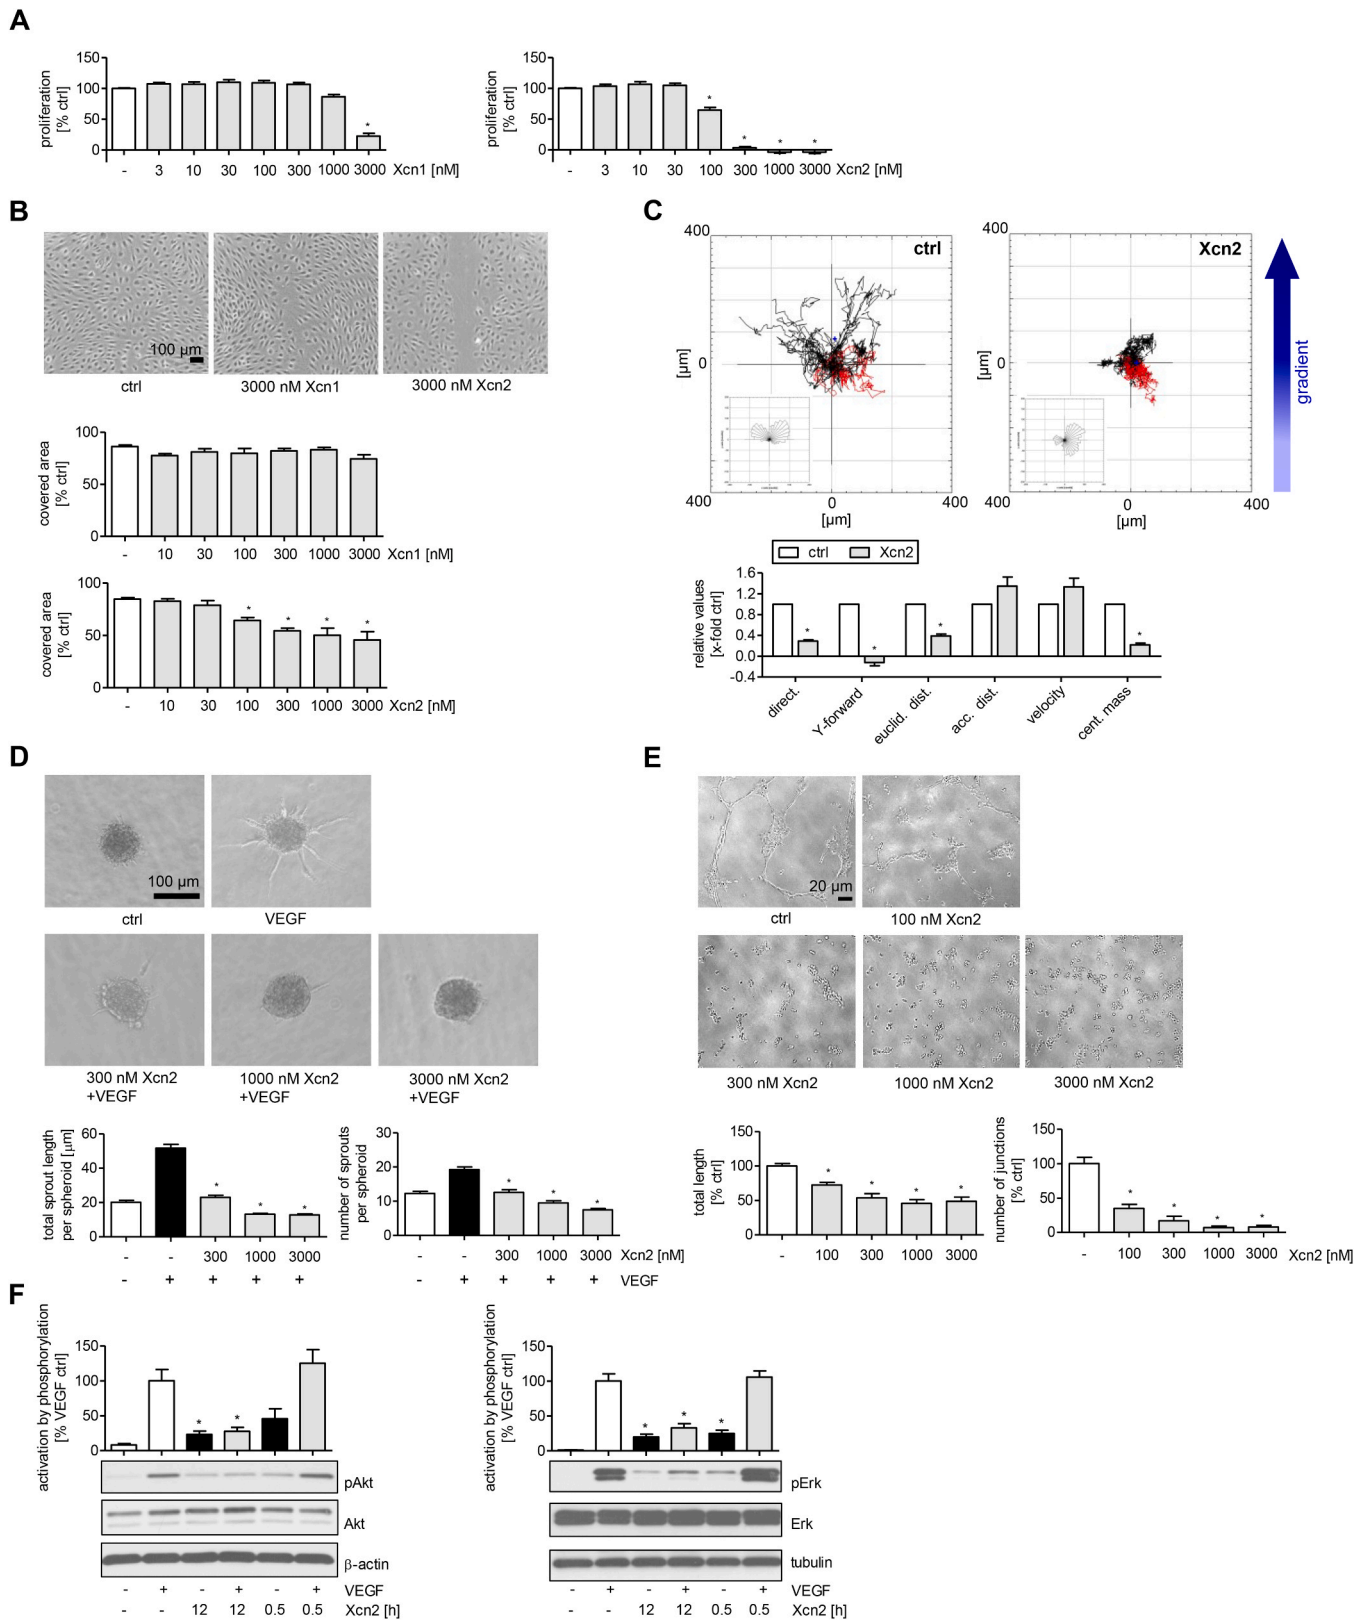 A
proliferation
[% ctrl]
150
100
50
0
- 3 10 30 100 300 1000 3000 Xcn1 [nM]
*
proliferation
[% ctrl]
150
100
50
0
- 3 10 30 100 300 1000 3000 Xcn2 [nM]
* * * *
B
100 µm
ctrl 3000 nM Xcn1 3000 nM Xcn2
covered area
[% ctrl]
100
50
0
- 10 30 100 300 1000 3000 Xcn1 [nM]
covered area
[% ctrl]
100
50
0
* * * *
- 10 30 100 300 1000 3000 Xcn2 [nM]
C
400
ctrl
[µm]
0
400
0
400
[µm]
400
Xcn2
[µm]
0
400
0
400
[µm]
gradient
ctrl Xcn2
relative values
[x-fold ctrl]
1.6
1.2
0.8
0.4
0.0
-0.4
* * * *
direct. Y-forward euclid. dist. acc. dist. velocity cent. mass
D
100 µm
ctrl VEGF
300 nM Xcn2
+VEGF
1000 nM Xcn2
+VEGF
3000 nM Xcn2
+VEGF
total sprout length
per spheroid [µm]
60
40
20
0
* * *
- - 300 1000 3000
- + + + +
number of sprouts
per spheroid
30
20
10
0
* * *
- - 300 1000 3000 Xcn2 [nM]
- + + + + VEGF
E
20 µm
ctrl 100 nM Xcn2
300 nM Xcn2 1000 nM Xcn2 3000 nM Xcn2
total length
[% ctrl]
150
100
50
0
* * * *
- 100 300 1000 3000
number of junctions
[% ctrl]
150
100
50
0
* * * *
- 100 300 1000 3000 Xcn2 [nM]
F
activation by phosphorylation
[% VEGF ctrl]
150
100
50
0
* *
pAkt
Akt
β-actin
- + - + - + VEGF
- - 12 12 0.5 0.5 Xcn2 [h]
activation by phosphorylation
[% VEGF ctrl]
150
100
50
0
* * *
pErk
Erk
tubulin
- + - + - + VEGF
- - 12 12 0.5 0.5 Xcn2 [h]